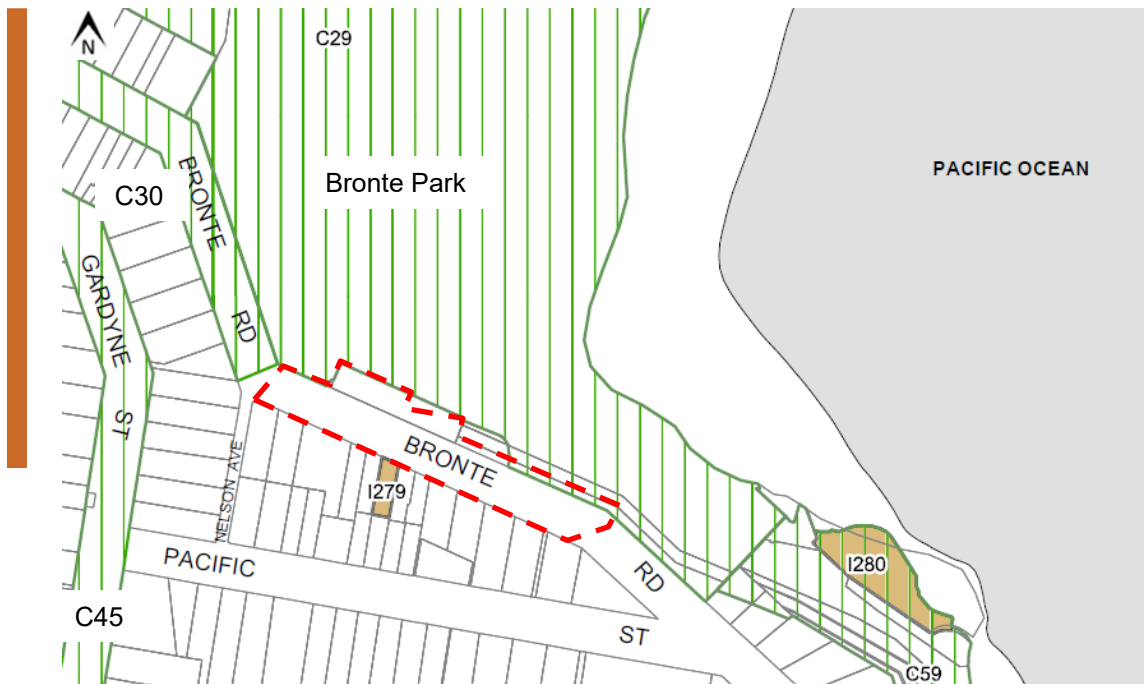 N
C29
PACIFIC OCEAN
Bronte Park
C30
BRONTE
RD
GARDYNE
ST
BRONTE
RD
I279
NELSON AVE
PACIFIC
ST
I280
C45
C59